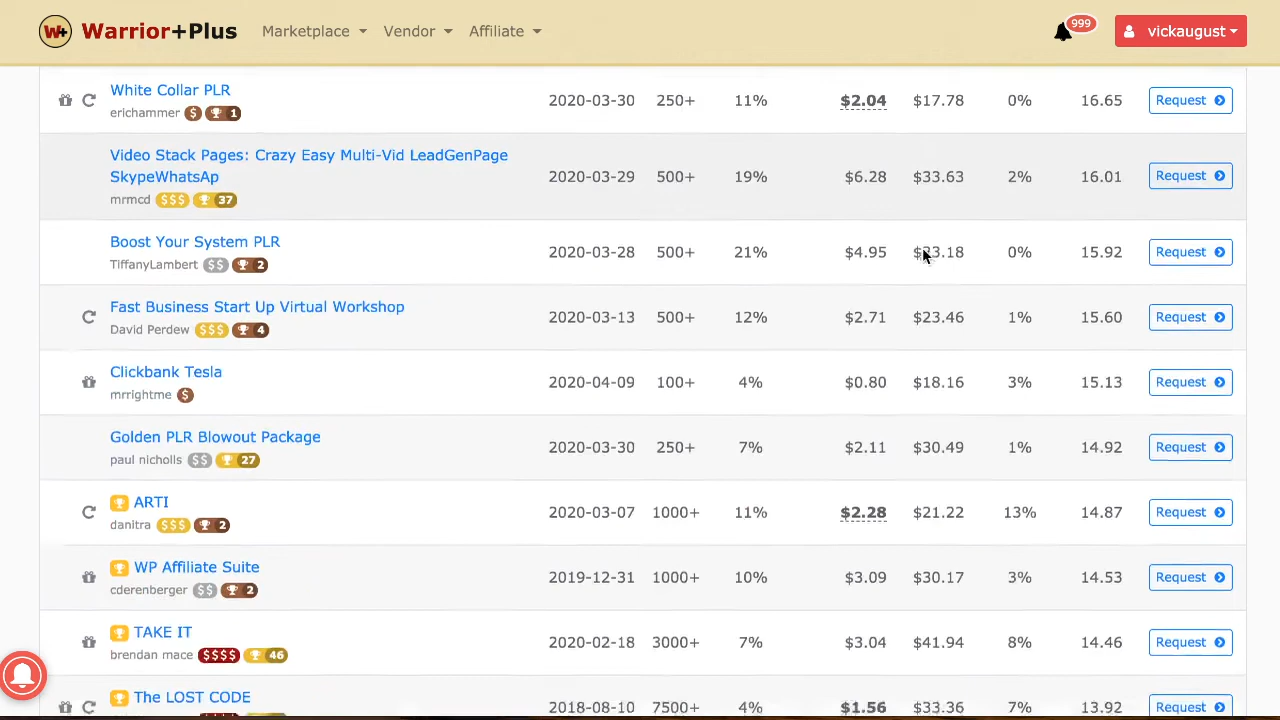 W+ Warrior+Plus Marketplace Vendor Affiliate 999 vickaugust
White Collar PLR
erichammer $ 1
2020-03-30 250+ 11% $2.04 $17.78 0% 16.65 Request
Video Stack Pages: Crazy Easy Multi-Vid LeadGenPage
SkypeWhatsAp
mrmcd $$$ 37
2020-03-29 500+ 19% $6.28 $33.63 2% 16.01 Request
Boost Your System PLR
TiffanyLambert $$ 2
2020-03-28 500+ 21% $4.95 $23.18 0% 15.92 Request
Fast Business Start Up Virtual Workshop
David Perdew $$$ 4
2020-03-13 500+ 12% $2.71 $23.46 1% 15.60 Request
Clickbank Tesla
mrrightme $
2020-04-09 100+ 4% $0.80 $18.16 3% 15.13 Request
Golden PLR Blowout Package
paul nicholls $$ 27
2020-03-30 250+ 7% $2.11 $30.49 1% 14.92 Request
ARTI
danitra $$$ 2
2020-03-07 1000+ 11% $2.28 $21.22 13% 14.87 Request
WP Affiliate Suite
cderenberger $$ 2
2019-12-31 1000+ 10% $3.09 $30.17 3% 14.53 Request
TAKE IT
brendan mace $$$$ 46
2020-02-18 3000+ 7% $3.04 $41.94 8% 14.46 Request
The LOST CODE
2018-08-10 7500+ 4% $1.56 $33.36 7% 13.92 Request